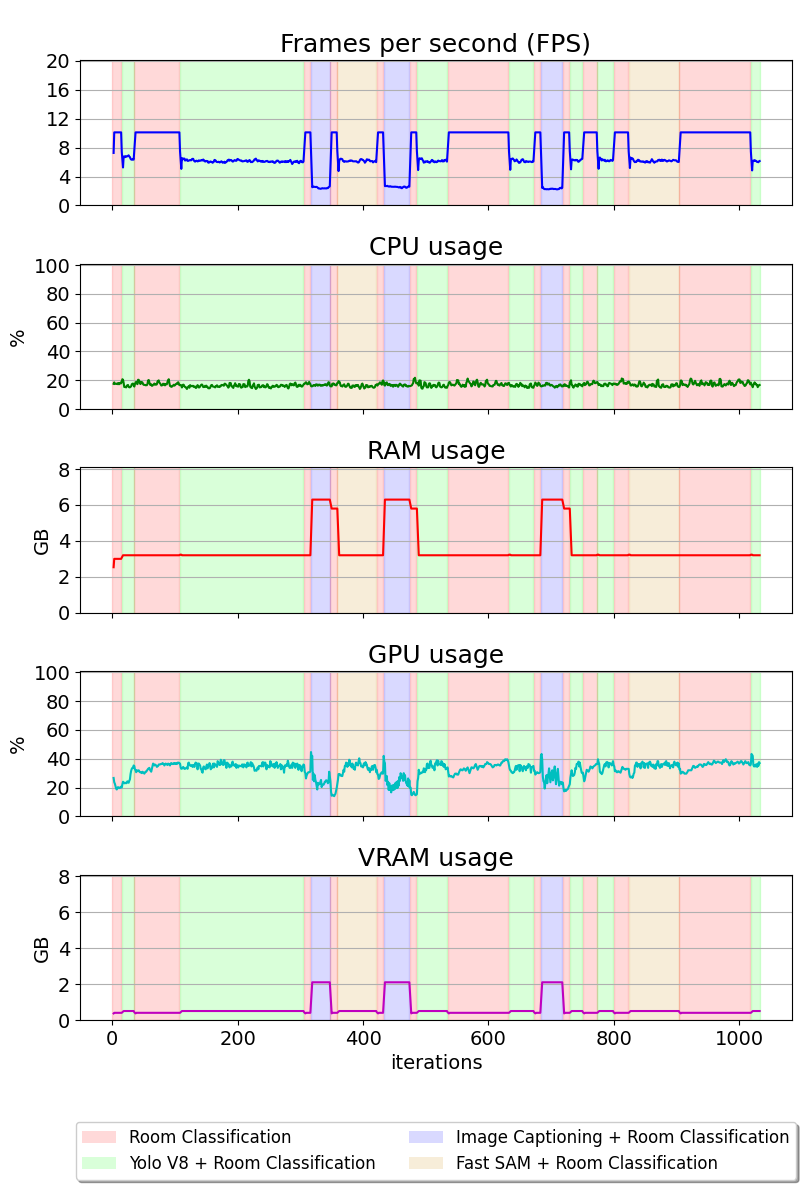 Frames per second (FPS)
20
16
12
8
4
0
CPU usage
100
80
60
40
20
0
%
RAM usage
8
6
4
2
0
GB
GPU usage
100
80
60
40
20
0
%
VRAM usage
8
6
4
2
0
GB
0 200 400 600 800 1000
iterations
Room Classification
Yolo V8 + Room Classification
Image Captioning + Room Classification
Fast SAM + Room Classification